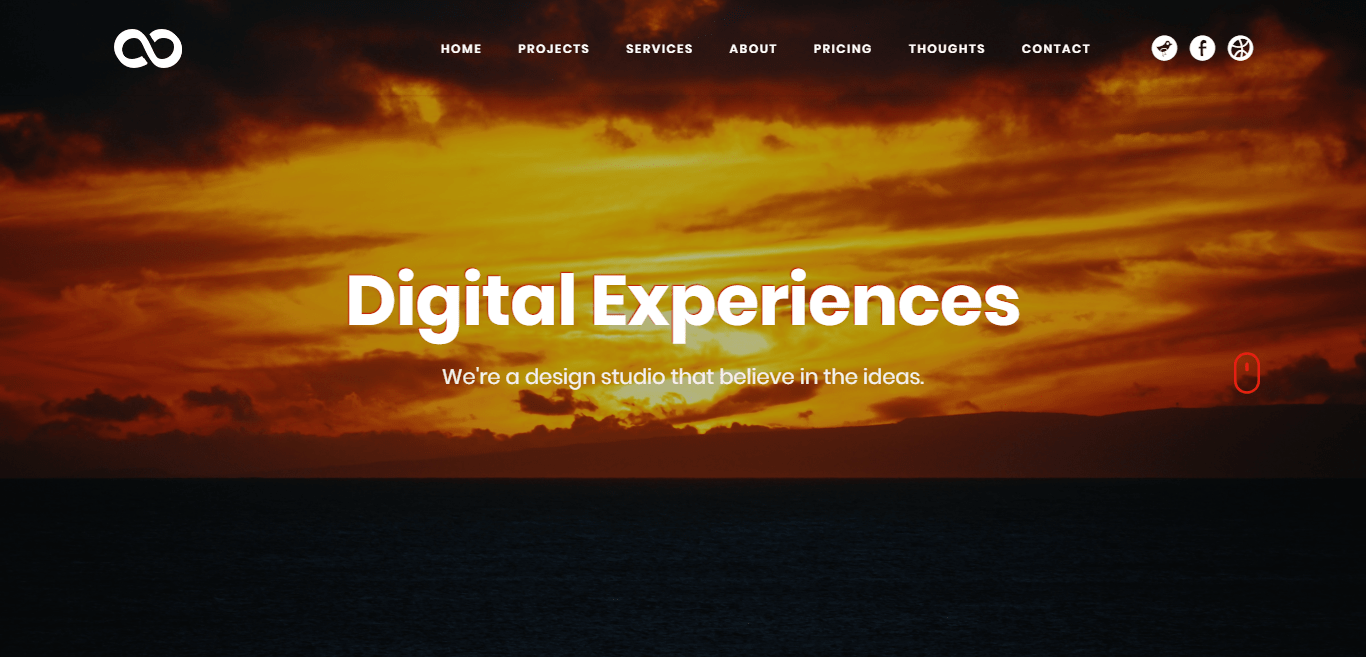 HOME PROJECTS SERVICES ABOUT PRICING THOUGHTS CONTACT
Digital Experiences
We're a design studio that believe in the ideas.